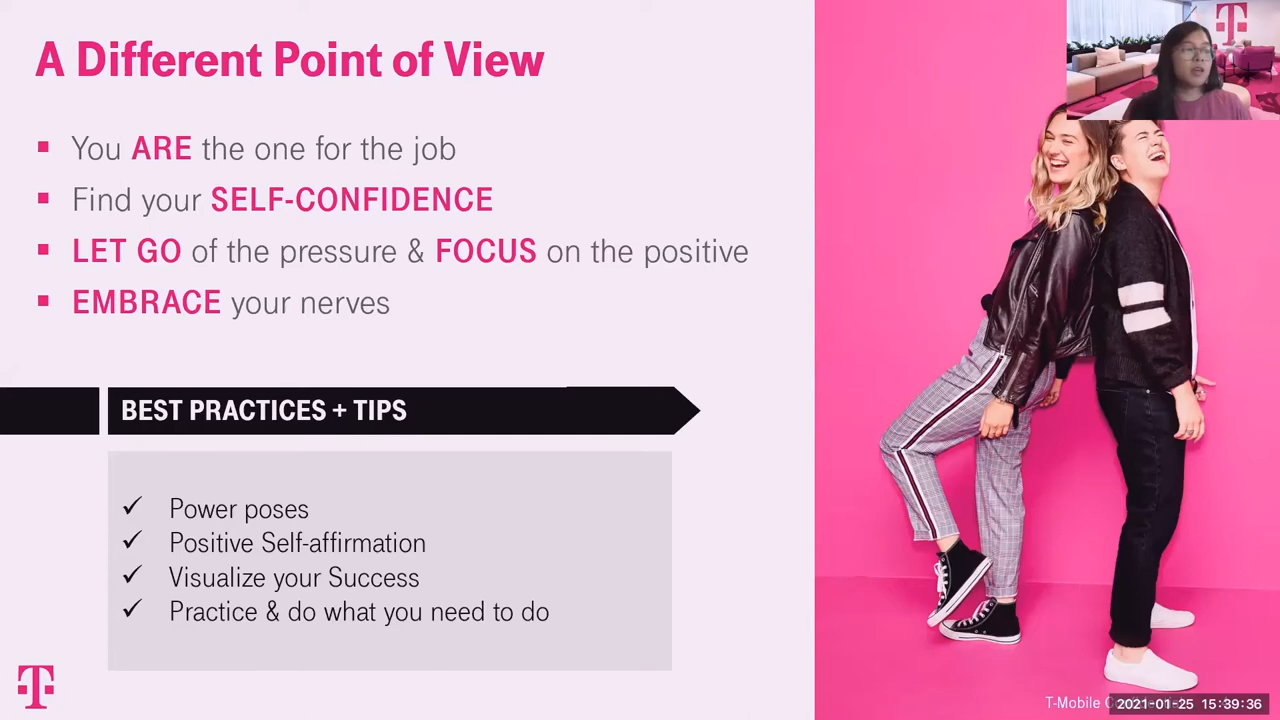 A Different Point of View
You ARE the one for the job
Find your SELF-CONFIDENCE
LET GO of the pressure & FOCUS on the positive
EMBRACE your nerves
BEST PRACTICES + TIPS
✓ Power poses
✓ Positive Self-affirmation
✓ Visualize your Success
✓ Practice & do what you need to do
T
T
T-Mobile
2021-01-25 15:39:36